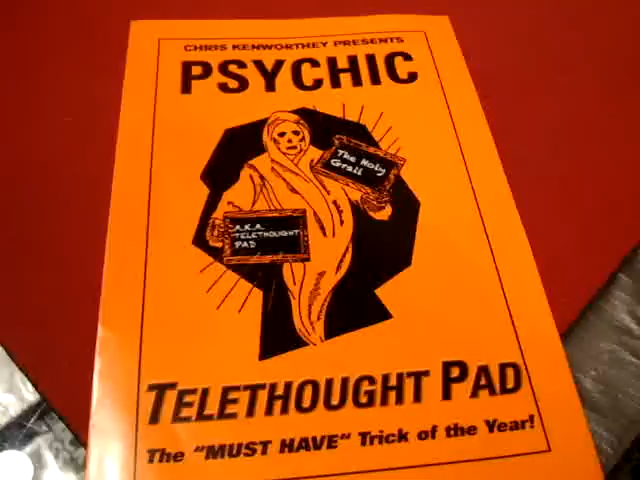 CHRIS KENWORTHEY PRESENTS
PSYCHIC
The Holy
Grail
A.K.A.
TELETHOUGHT
PAD
TELETHOUGHT PAD
The "MUST HAVE" Trick of the Year!